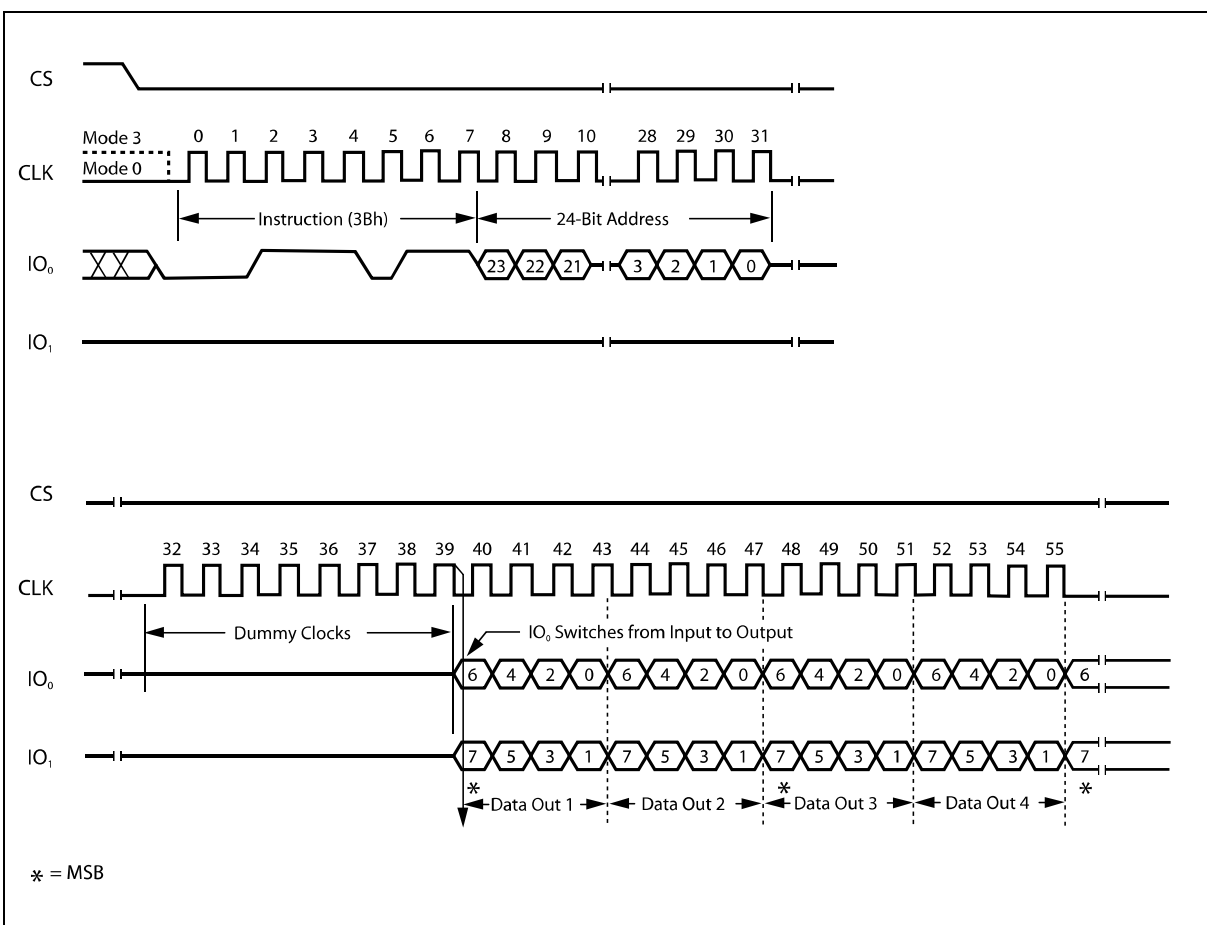 CS
Mode 3
0 1 2 3 4 5 6 7 8 9 10 28 29 30 31
CLK
Mode 0
Instruction (3Bh)
24-Bit Address
IO₀
23 22 21 3 2 1 0
IO₁
CS
32 33 34 35 36 37 38 39 40 41 42 43 44 45 46 47 48 49 50 51 52 53 54 55
CLK
Dummy Clocks
IO₀ Switches from Input to Output
IO₀
6 4 2 0 6 4 2 0 6 4 2 0 6 4 2 0 6
IO₁
7 5 3 1 7 5 3 1 7 5 3 1 7 5 3 1 7
* * *
Data Out 1 Data Out 2 Data Out 3 Data Out 4
* = MSB